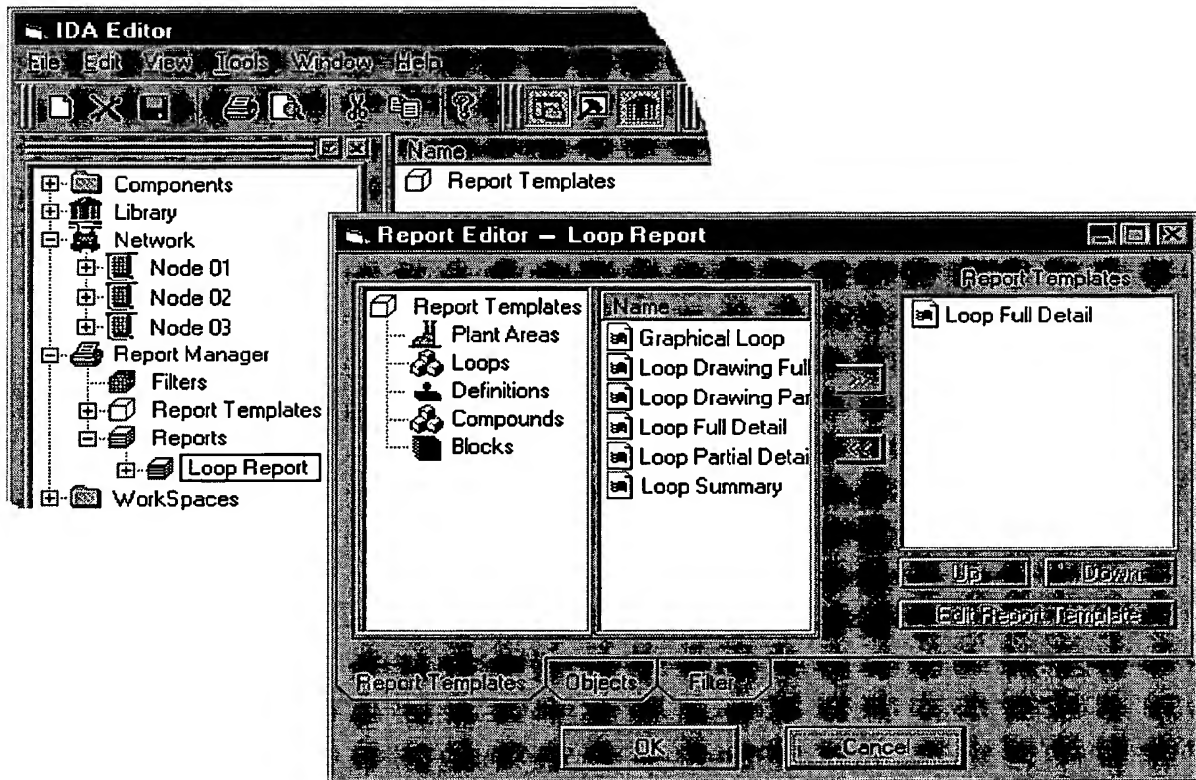 IDA Editor
File Edit View Tools Window Help
Name
Report Templates
Components
Library
Network
Node 01
Node 02
Node 03
Report Manager
Filters
Report Templates
Reports
Loop Report
WorkSpaces
Report Editor – Loop Report
Report Templates
Plant Areas
Loops
Definitions
Compounds
Blocks
Name
Graphical Loop
Loop Drawing Full
Loop Drawing Par
Loop Full Detail
Loop Partial Detai
Loop Summary
>>
<<
Report Templates
Loop Full Detail
Up Down
Edit Report Template
Report Templates Objects Filter
OK Cancel